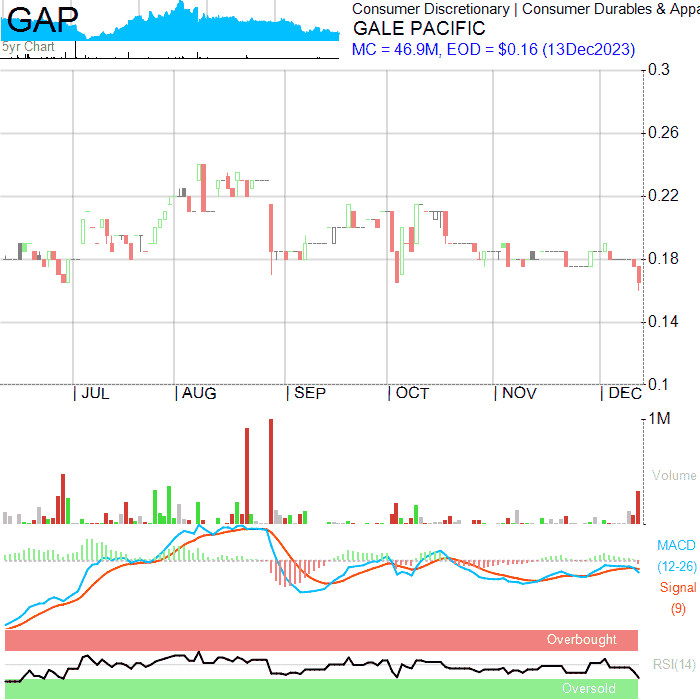 GAP
5yr Chart
Consumer Discretionary | Consumer Durables & Appa
GALE PACIFIC
MC = 46.9M, EOD = $0.16 (13Dec2023)
0.3
0.26
0.22
0.18
0.14
0.1
| JUL | AUG | SEP | OCT | NOV | DEC
1M
Volume
MACD
(12-26)
Signal
(9)
Overbought
RSI(14)
Oversold